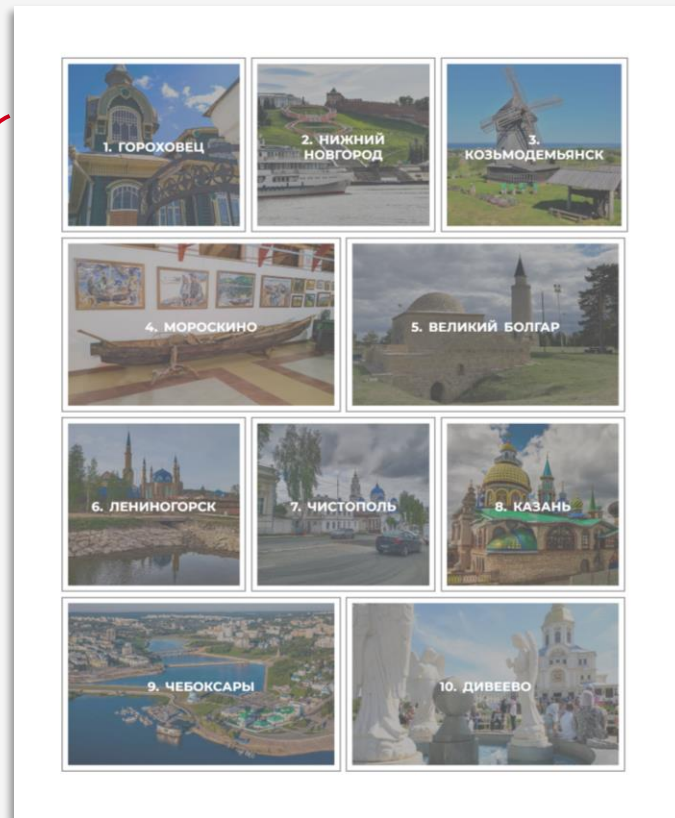 1. ГОРОХОВЕЦ
2. НИЖНИЙ
НОВГОРОД
3.
КОЗЬМОДЕМЬЯНСК
4. МОРОСКИНО
5. ВЕЛИКИЙ БОЛГАР
6. ЛЕНИНОГОРСК
7. ЧИСТОПОЛЬ
8. КАЗАНЬ
9. ЧЕБОКСАРЫ
10. ДИВЕЕВО